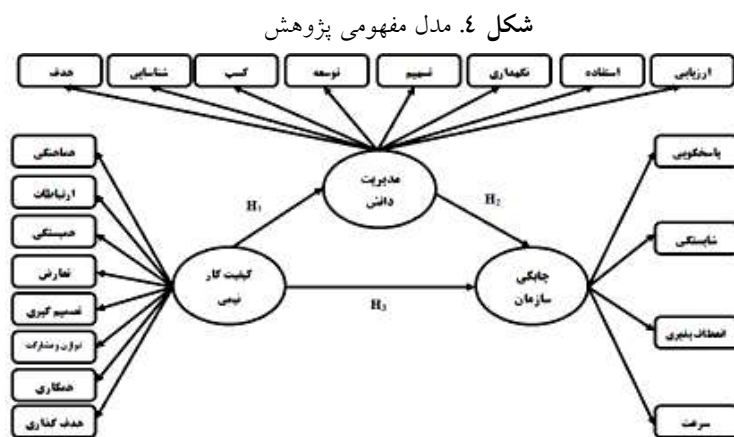 شکل ٤. مدل مفهومی پژوهش
ارزیابی
استفاده
نگهداری
تسهیم
توسعه
کسب
شناسایی
هدف
مدیریت
دانش
هماهنگی
ارتباطات
همبستگی
تعارض
تصمیم گیری
توازن و مشارکت
همکاری
هدف گذاری
H₁
H₂
H₃
کیفیت کار
تیمی
چابکی
سازمان
پاسخگویی
شایستگی
انعطاف پذیری
سرعت